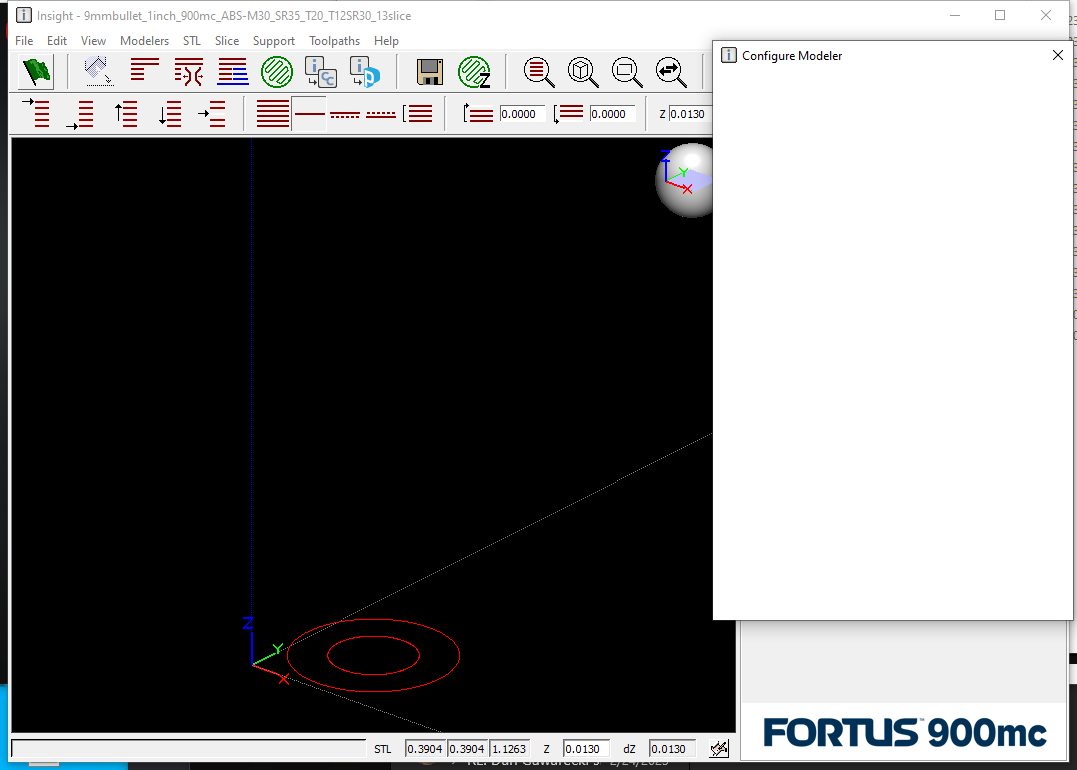 Insight - 9mmbullet_1inch_900mc_ABS-M30_SR35_T20_T12SR30_13slice
File Edit View Modelers STL Slice Support Toolpaths Help
Configure Modeler
0.0000 0.0000 Z 0.0130
Z Y X
Z Y X
STL 0.3904 0.3904 1.1263 Z 0.0130 dZ 0.0130
FORTUS™ 900mc